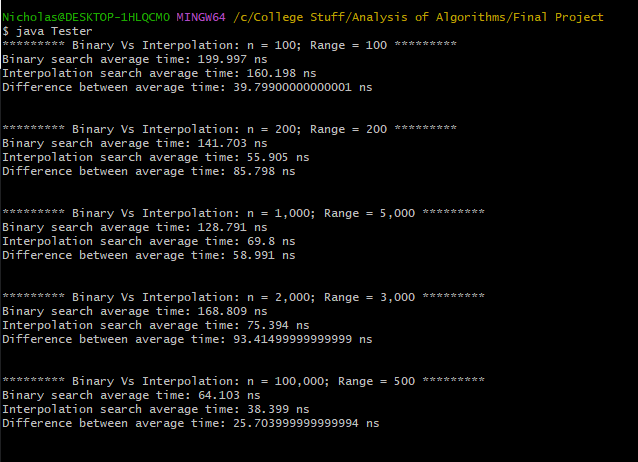 Nicholas@DESKTOP-1HLQCMO MINGW64 /c/College Stuff/Analysis of Algorithms/Final Project
$ java Tester
********* Binary Vs Interpolation: n = 100; Range = 100 *********
Binary search average time: 199.997 ns
Interpolation search average time: 160.198 ns
Difference between average time: 39.79900000000001 ns
********* Binary Vs Interpolation: n = 200; Range = 200 *********
Binary search average time: 141.703 ns
Interpolation search average time: 55.905 ns
Difference between average time: 85.798 ns
********* Binary Vs Interpolation: n = 1,000; Range = 5,000 *********
Binary search average time: 128.791 ns
Interpolation search average time: 69.8 ns
Difference between average time: 58.991 ns
********* Binary Vs Interpolation: n = 2,000; Range = 3,000 *********
Binary search average time: 168.809 ns
Interpolation search average time: 75.394 ns
Difference between average time: 93.41499999999999 ns
********* Binary Vs Interpolation: n = 100,000; Range = 500 *********
Binary search average time: 64.103 ns
Interpolation search average time: 38.399 ns
Difference between average time: 25.703999999999994 ns